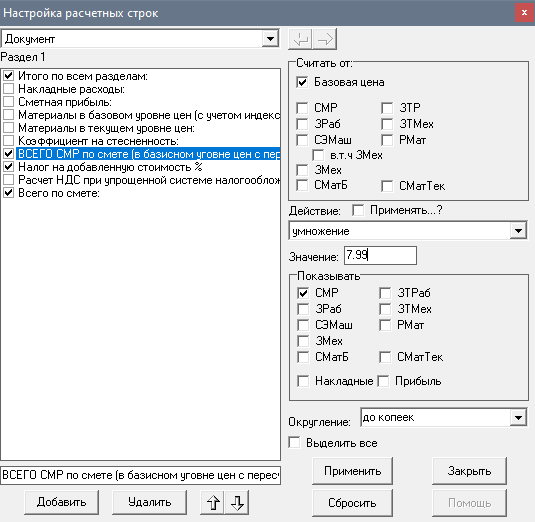 Настройка расчетных строк
Документ
Раздел 1
Итого по всем разделам:
Накладные расходы:
Сметная прибыль:
Материалы в базовом уровне цен (с учетом индекс
Материалы в текущем уровне цен:
Коэффициент на стесненность:
ВСЕГО СМР по смете (в базисном уговне цен с пер
Налог на добавленную стоимость %
Расчет НДС при упрощенной системе налогооблож
Всего по смете:
ВСЕГО СМР по смете (в базисном уговне цен с пересч
Добавить
Удалить
Считать от:
Базовая цена
СМР
ЗТР
ЗРаб
ЗТМех
СЭМаш
РМат
в.т.ч ЗМех
ЗМех
СМатБ
СМатТек
Действие:
Применять...?
умножение
Значение:
7.99
Показывать
СМР
ЗТРаб
ЗРаб
ЗТМех
СЭМаш
РМат
ЗМех
СМатБ
СМатТек
Накладные
Прибыль
Округление:
до копеек
Выделить все
Применить
Закрыть
Сбросить
Помощь